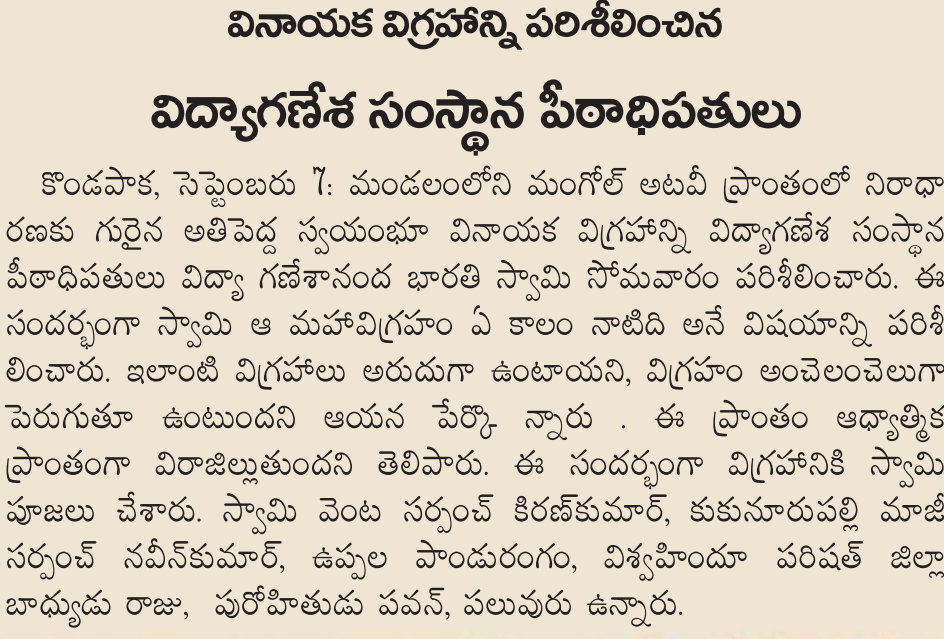 వినాయక విగ్రహాన్ని పరిశీలించిన
విద్యాగణేశ సంస్థాన పీఠాధిపతులు
కొండపాక, సెప్టెంబరు 7: మండలంలోని మంగోల్ అటవీ ప్రాంతంలో నిరాధా
రణకు గురైన అతిపెద్ద స్వయంభూ వినాయక విగ్రహాన్ని విద్యాగణేశ సంస్థాన
పీఠాధిపతులు విద్యా గణేశానంద భారతి స్వామి సోమవారం పరిశీలించారు. ఈ
సందర్భంగా స్వామి ఆ మహావిగ్రహం ఏ కాలం నాటిది అనే విషయాన్ని పరిశీ
లించారు. ఇలాంటి విగ్రహాలు అరుదుగా ఉంటాయని, విగ్రహం అంచెలంచెలుగా
పెరుగుతూ ఉంటుందని ఆయన పేర్కొ న్నారు . ఈ ప్రాంతం ఆధ్యాత్మిక
ప్రాంతంగా విరాజిల్లుతుందని తెలిపారు. ఈ సందర్భంగా విగ్రహానికి స్వామి
పూజలు చేశారు. స్వామి వెంట సర్పంచ్ కిరణ్‌కుమార్, కుకునూరుపల్లి మాజీ
సర్పంచ్ నవీన్‌కుమార్, ఉప్పల పాండురంగం, విశ్వహిందూ పరిషత్ జిల్లా
బాధ్యుడు రాజు, పురోహితుడు పవన్, పలువురు ఉన్నారు.